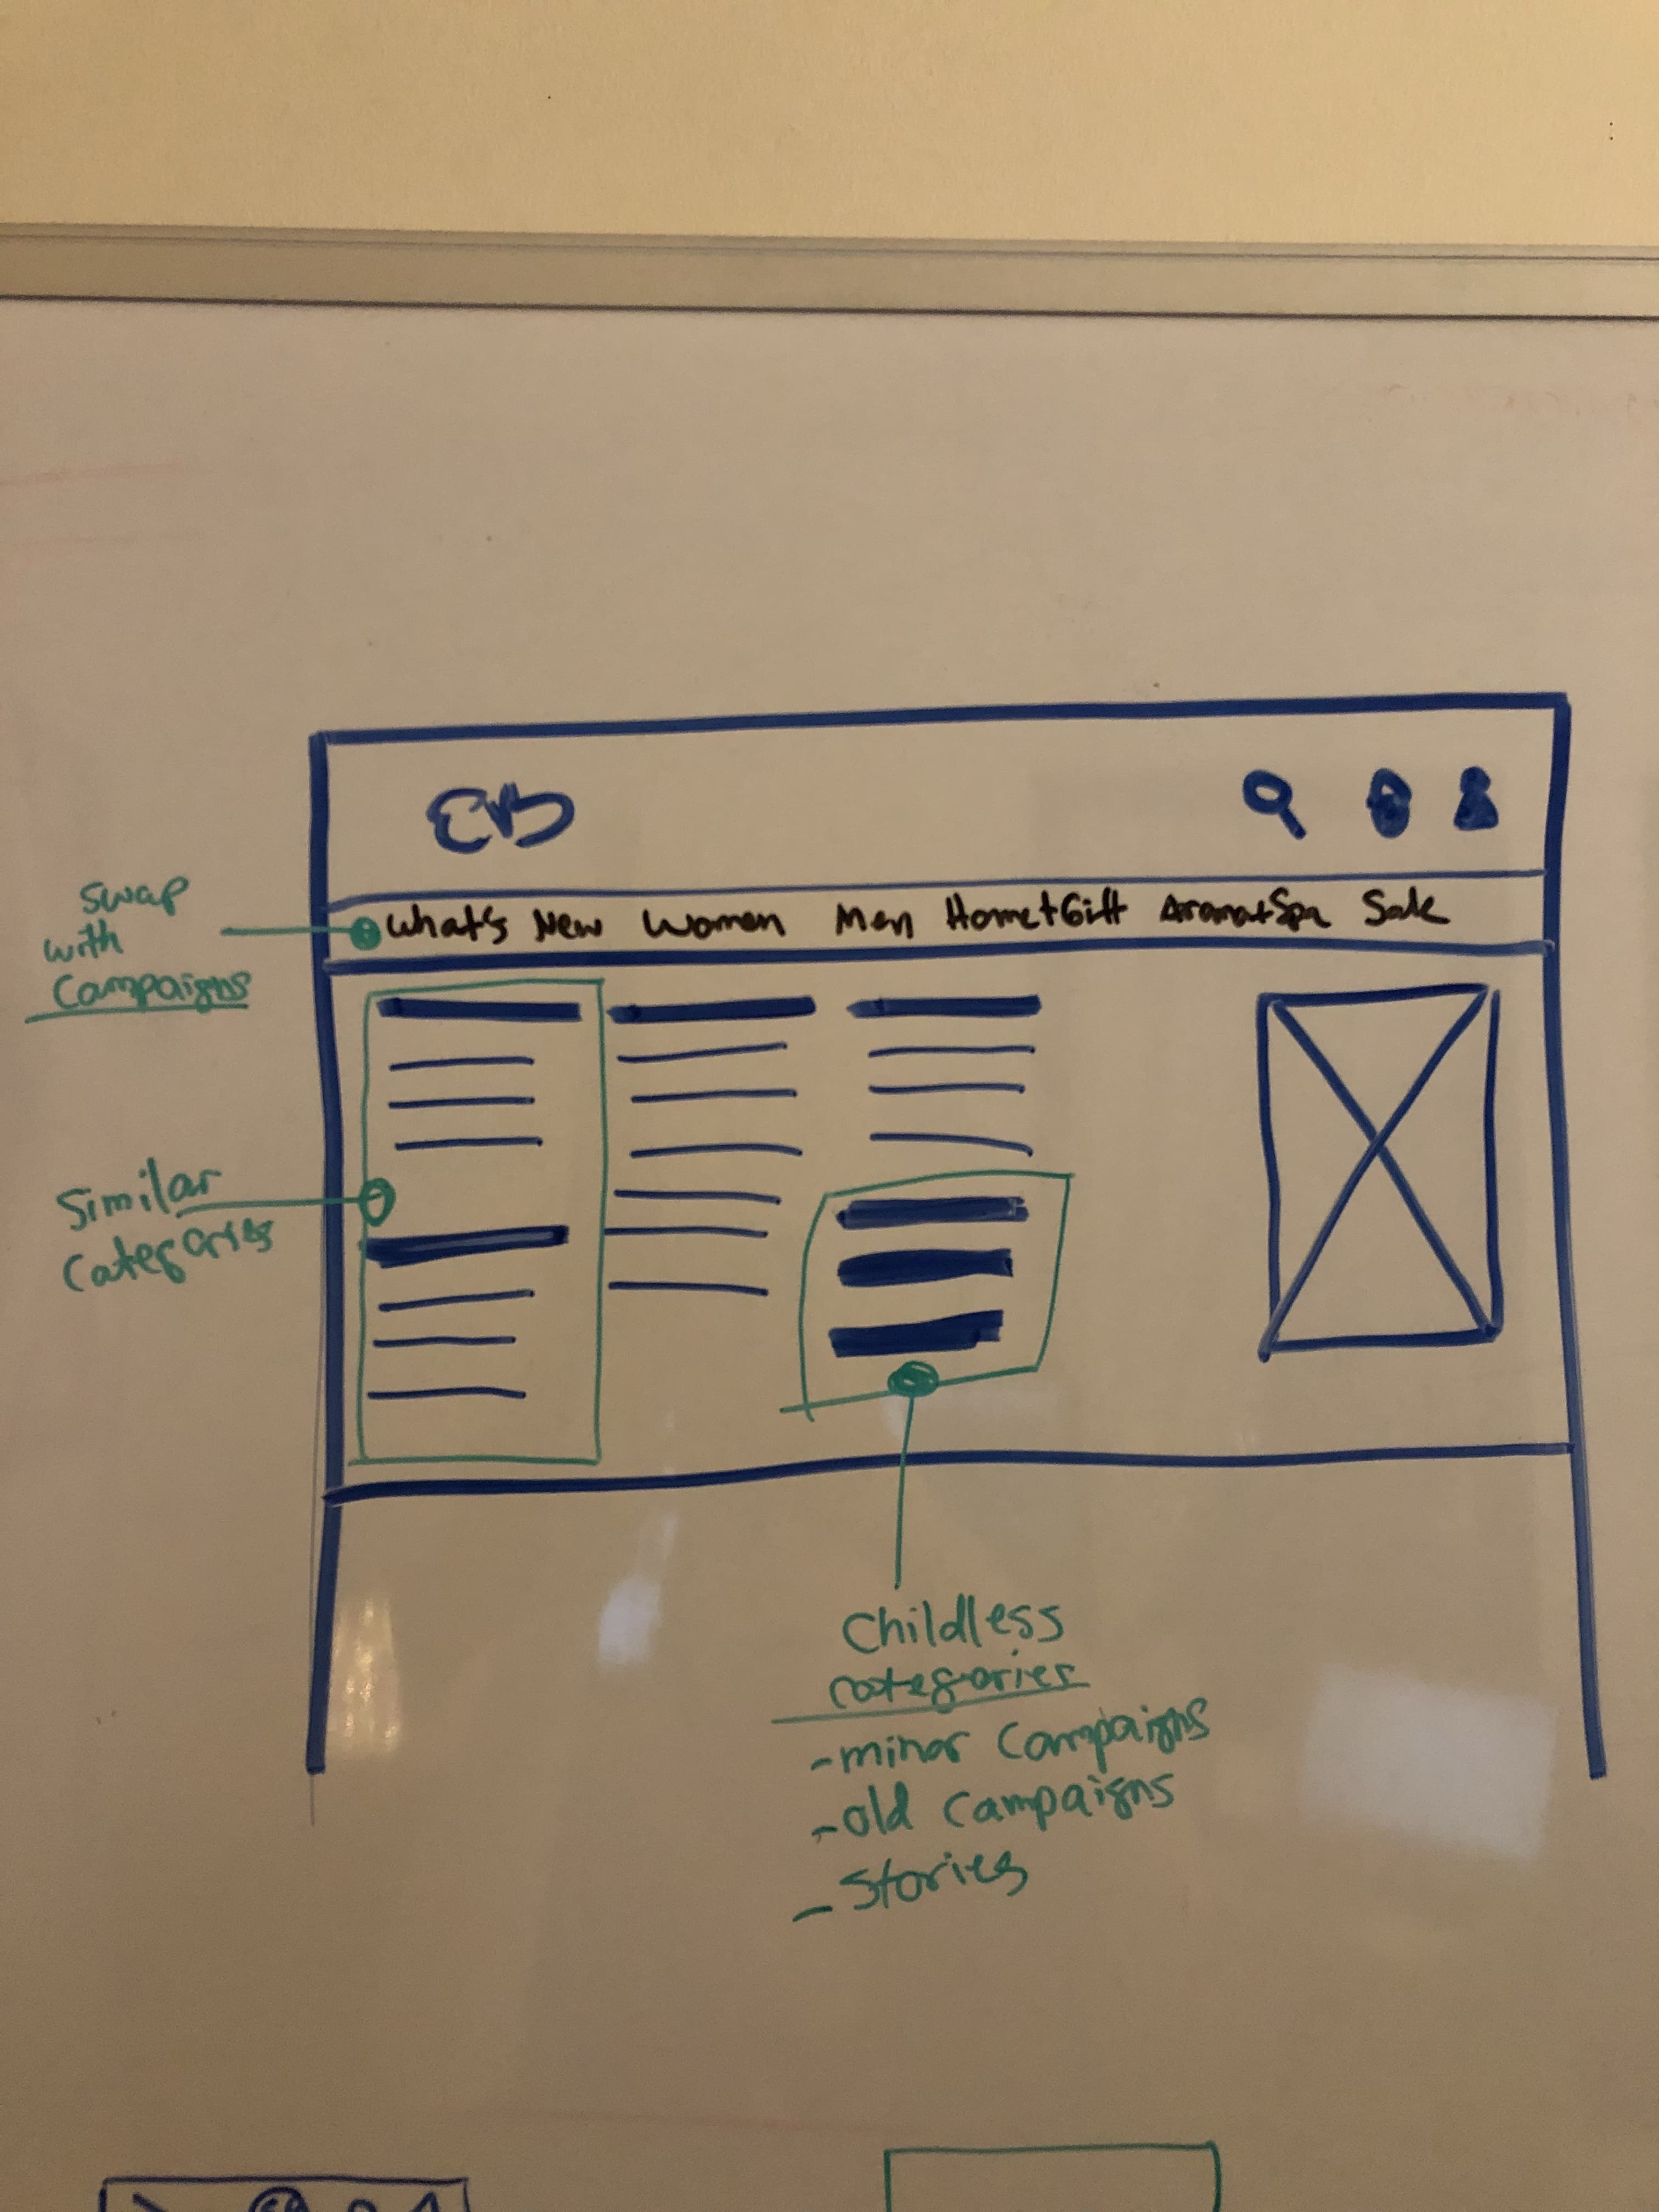 What's New Women Men Home+Gift Aroma+Spa Sale
swap
with
Campaigns
Similar
Categories
Childless
categories
- minor Campaigns
- old Campaigns
- Stories